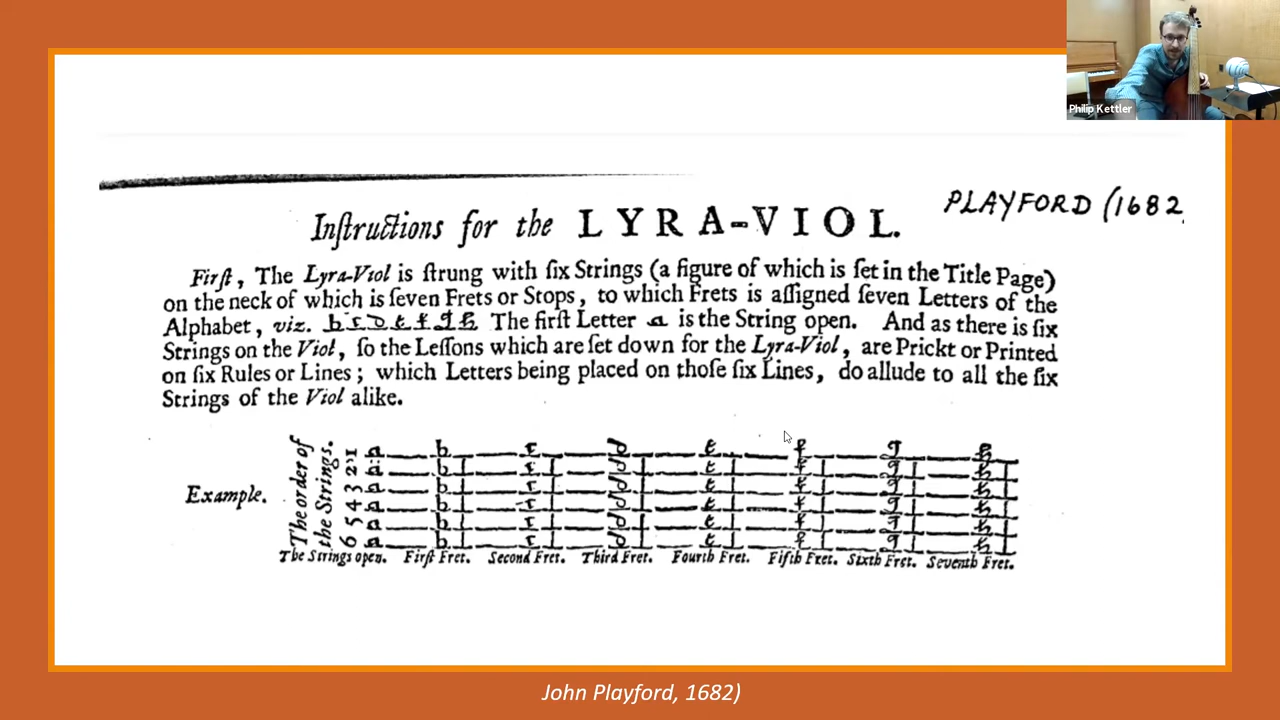 Philip Kettler
PLAYFORD (1682
Inſtructions for the LYRA-VIOL.
Firſt, The Lyra-Viol is ſtrung with ſix Strings (a figure of which is ſet in the Title Page)
on the neck of which is ſeven Frets or Stops, to which Frets is aſſigned ſeven Letters of the
Alphabet, viz. b c d e f g h The firſt Letter a is the String open. And as there is ſix
Strings on the Viol, ſo the Leſſons which are ſet down for the Lyra-Viol, are Prickt or Printed
on ſix Rules or Lines; which Letters being placed on thoſe ſix Lines, do allude to all the ſix
Strings of the Viol alike.
Example.
The order of
the Strings.
1 a b c d e f g h
2 a b c d e f g h
3 a b c d e f g h
4 a b c d e f g h
5 a b c d e f g h
6 a b c d e f g h
The Strings open. Firſt Fret. Second Fret. Third Fret. Fourth Fret. Fifth Fret. Sixth Fret. Seventh Fret.
John Playford, 1682)